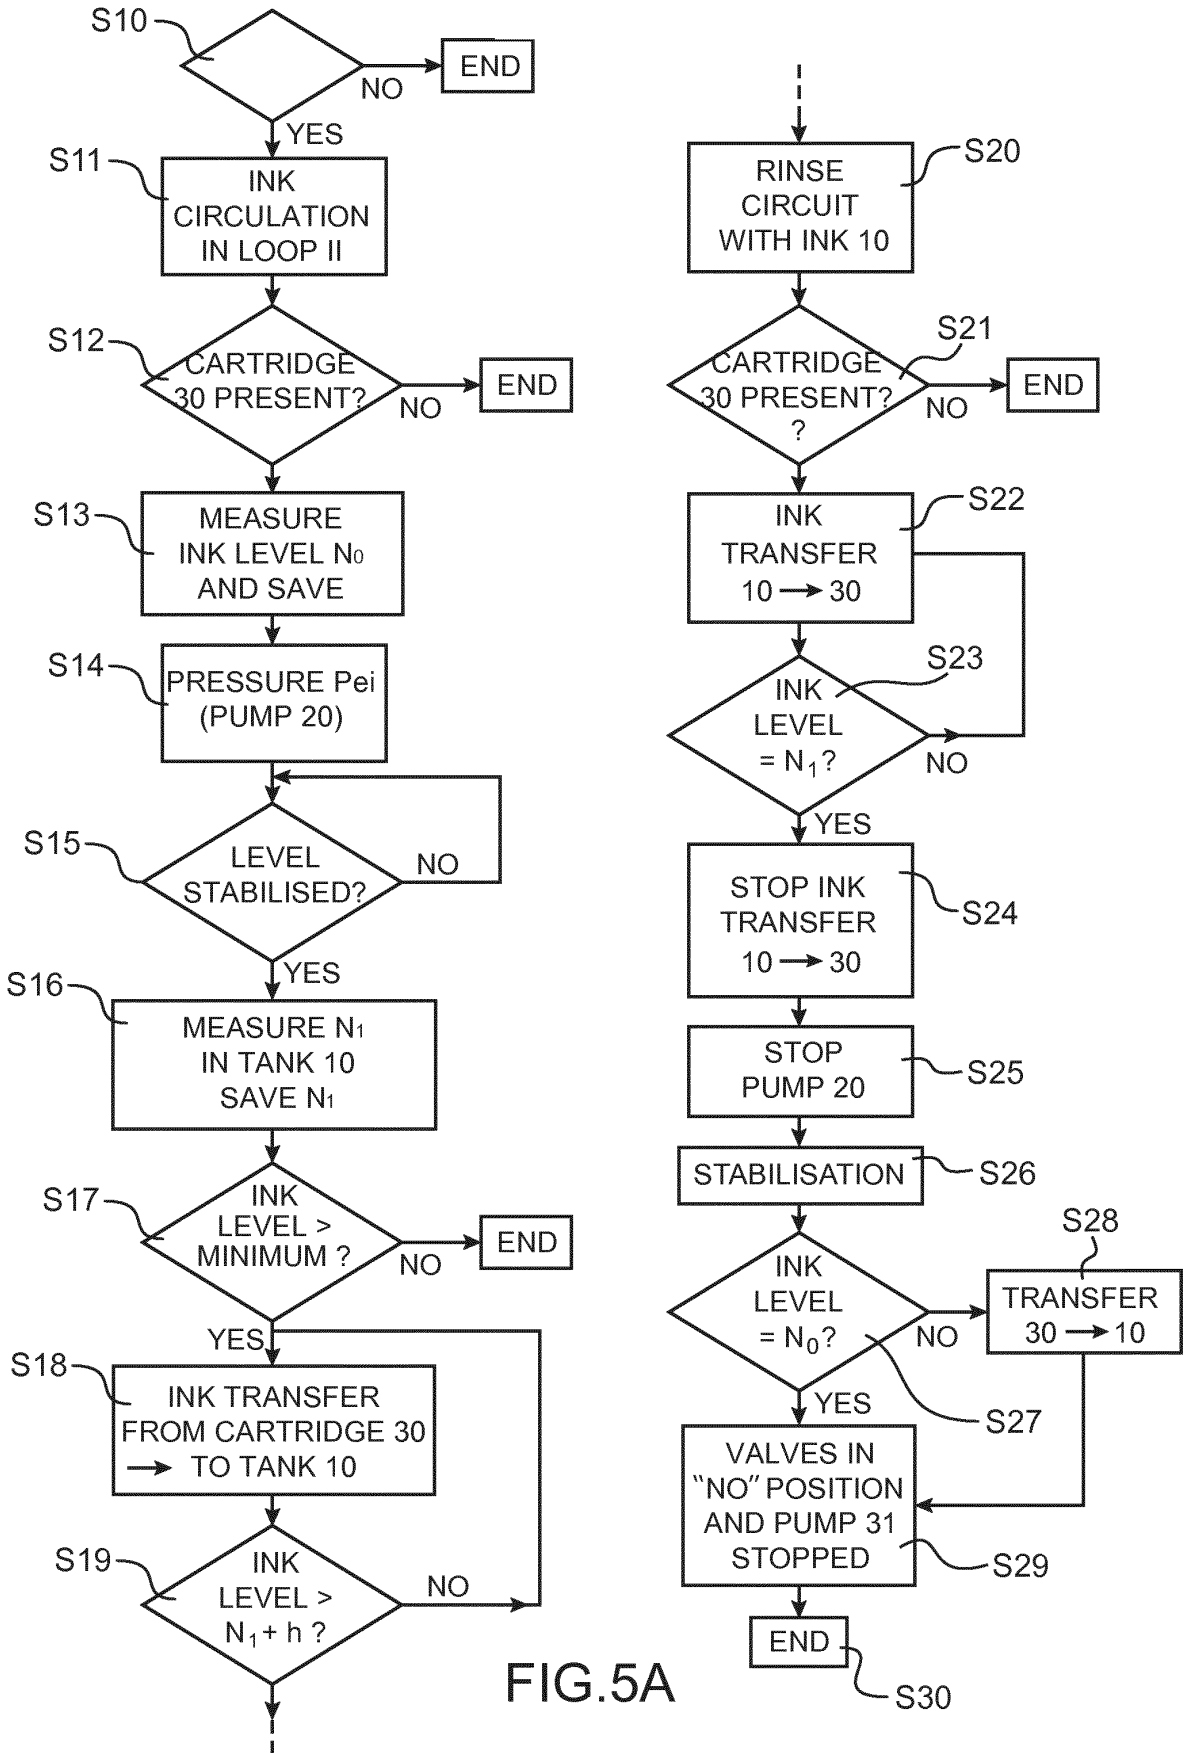 S10
END
NO
YES
S11
INK
CIRCULATION
IN LOOP II
S12
CARTRIDGE
30 PRESENT?
NO
END
S13
MEASURE
INK LEVEL N₀
AND SAVE
S14
PRESSURE Pei
(PUMP 20)
S15
LEVEL
STABILISED?
NO
YES
S16
MEASURE N₁
IN TANK 10
SAVE N₁
S17
INK
LEVEL >
MINIMUM ?
NO
END
YES
S18
INK TRANSFER
FROM CARTRIDGE 30
→ TO TANK 10
S19
INK
LEVEL >
N₁ + h ?
NO
S20
RINSE
CIRCUIT
WITH INK 10
S21
CARTRIDGE
30 PRESENT?
?
NO
END
S22
INK
TRANSFER
10 → 30
S23
INK
LEVEL
= N₁?
NO
YES
S24
STOP INK
TRANSFER
10 → 30
S25
STOP
PUMP 20
S26
STABILISATION
S27
INK
LEVEL
= N₀?
NO
S28
TRANSFER
30 → 10
YES
VALVES IN
"NO" POSITION
AND PUMP 31
STOPPED
S29
END
S30
FIG.5A